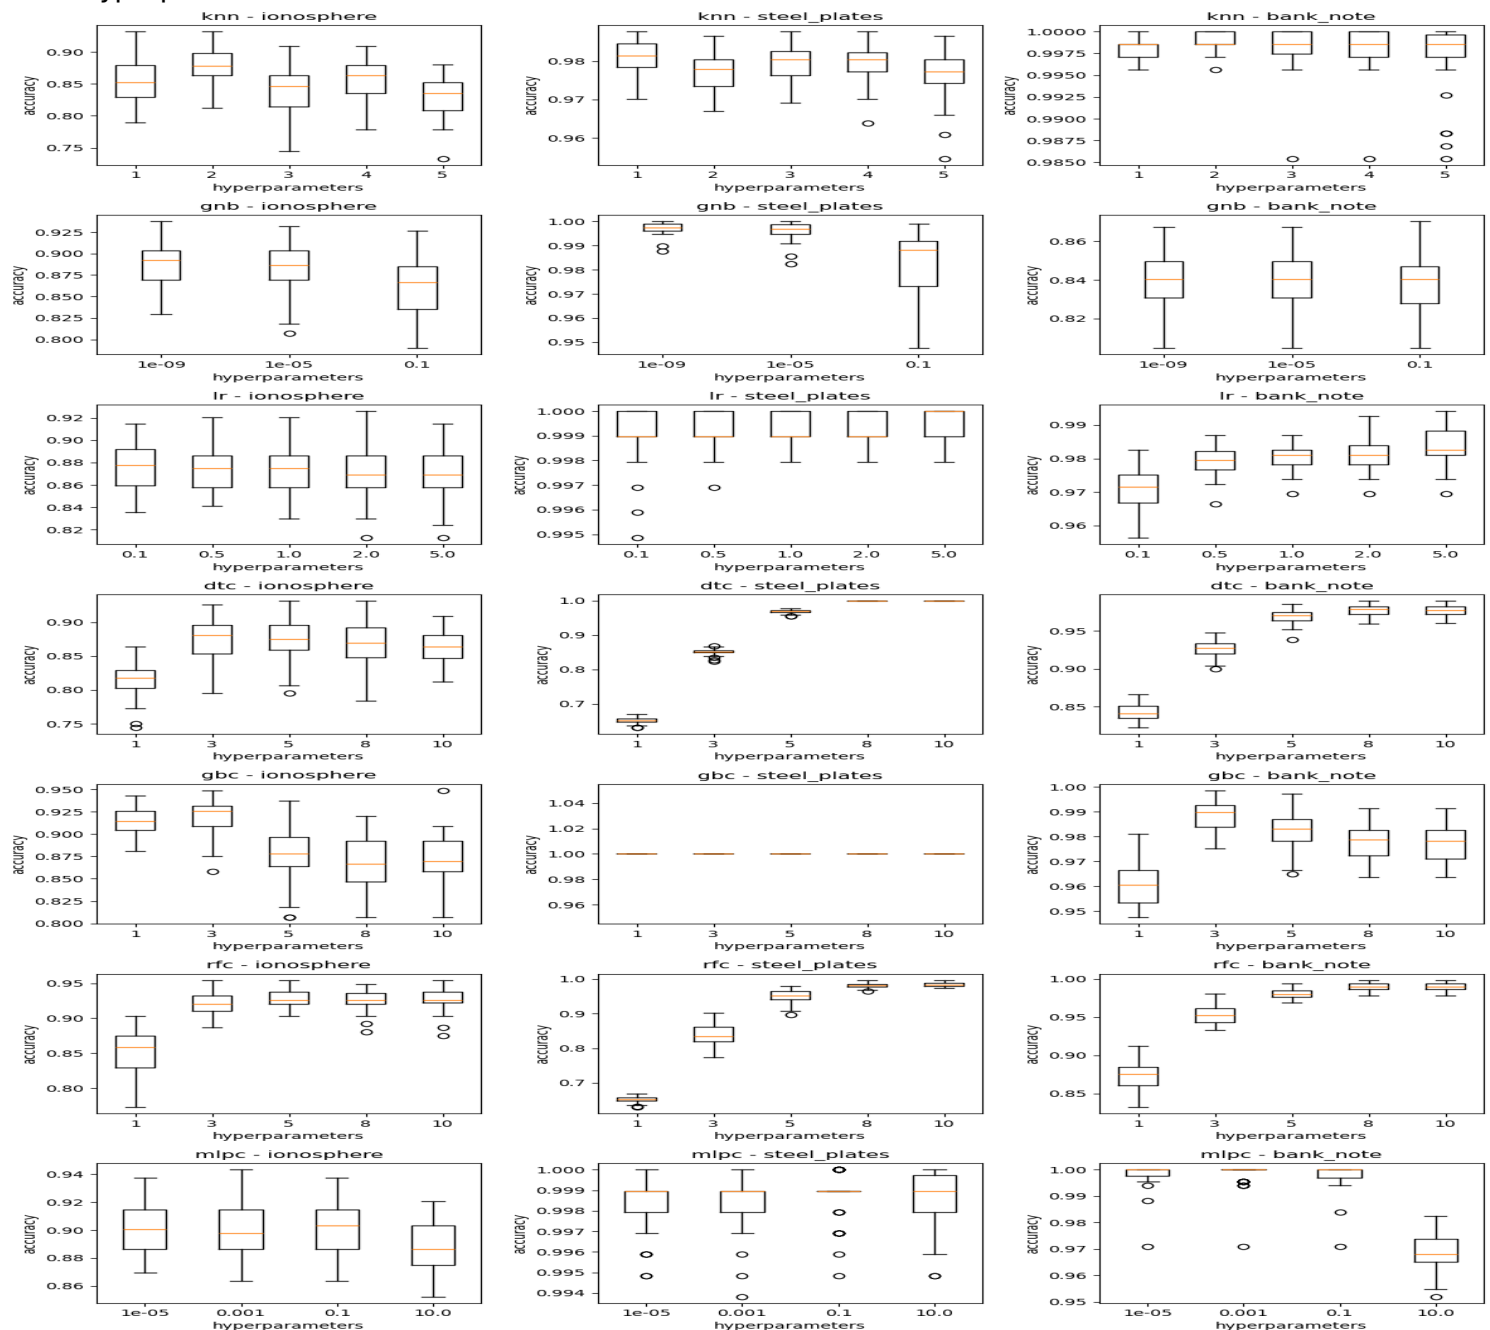 knn - ionosphere
accuracy
0.90
0.85
0.80
0.75
1 2 3 4 5
hyperparameters
knn - steel_plates
accuracy
0.98
0.97
0.96
1 2 3 4 5
hyperparameters
knn - bank_note
accuracy
1.0000
0.9975
0.9950
0.9925
0.9900
0.9875
0.9850
1 2 3 4 5
hyperparameters
gnb - ionosphere
accuracy
0.925
0.900
0.875
0.850
0.825
0.800
1e-09 1e-05 0.1
hyperparameters
gnb - steel_plates
accuracy
1.00
0.99
0.98
0.97
0.96
0.95
1e-09 1e-05 0.1
hyperparameters
gnb - bank_note
accuracy
0.86
0.84
0.82
1e-09 1e-05 0.1
hyperparameters
lr - ionosphere
accuracy
0.92
0.90
0.88
0.86
0.84
0.82
0.1 0.5 1.0 2.0 5.0
hyperparameters
lr - steel_plates
accuracy
1.000
0.999
0.998
0.997
0.996
0.995
0.1 0.5 1.0 2.0 5.0
hyperparameters
lr - bank_note
accuracy
0.99
0.98
0.97
0.96
0.1 0.5 1.0 2.0 5.0
hyperparameters
dtc - ionosphere
accuracy
0.90
0.85
0.80
0.75
1 3 5 8 10
hyperparameters
dtc - steel_plates
accuracy
1.0
0.9
0.8
0.7
1 3 5 8 10
hyperparameters
dtc - bank_note
accuracy
0.95
0.90
0.85
1 3 5 8 10
hyperparameters
gbc - ionosphere
accuracy
0.950
0.925
0.900
0.875
0.850
0.825
0.800
1 3 5 8 10
hyperparameters
gbc - steel_plates
accuracy
1.04
1.02
1.00
0.98
0.96
1 3 5 8 10
hyperparameters
gbc - bank_note
accuracy
1.00
0.99
0.98
0.97
0.96
0.95
1 3 5 8 10
hyperparameters
rfc - ionosphere
accuracy
0.95
0.90
0.85
0.80
1 3 5 8 10
hyperparameters
rfc - steel_plates
accuracy
1.0
0.9
0.8
0.7
1 3 5 8 10
hyperparameters
rfc - bank_note
accuracy
1.00
0.95
0.90
0.85
1 3 5 8 10
hyperparameters
mlpc - ionosphere
accuracy
0.94
0.92
0.90
0.88
0.86
1e-05 0.001 0.1 10.0
hyperparameters
mlpc - steel_plates
accuracy
1.000
0.999
0.998
0.997
0.996
0.995
0.994
1e-05 0.001 0.1 10.0
hyperparameters
mlpc - bank_note
accuracy
1.00
0.99
0.98
0.97
0.96
0.95
1e-05 0.001 0.1 10.0
hyperparameters